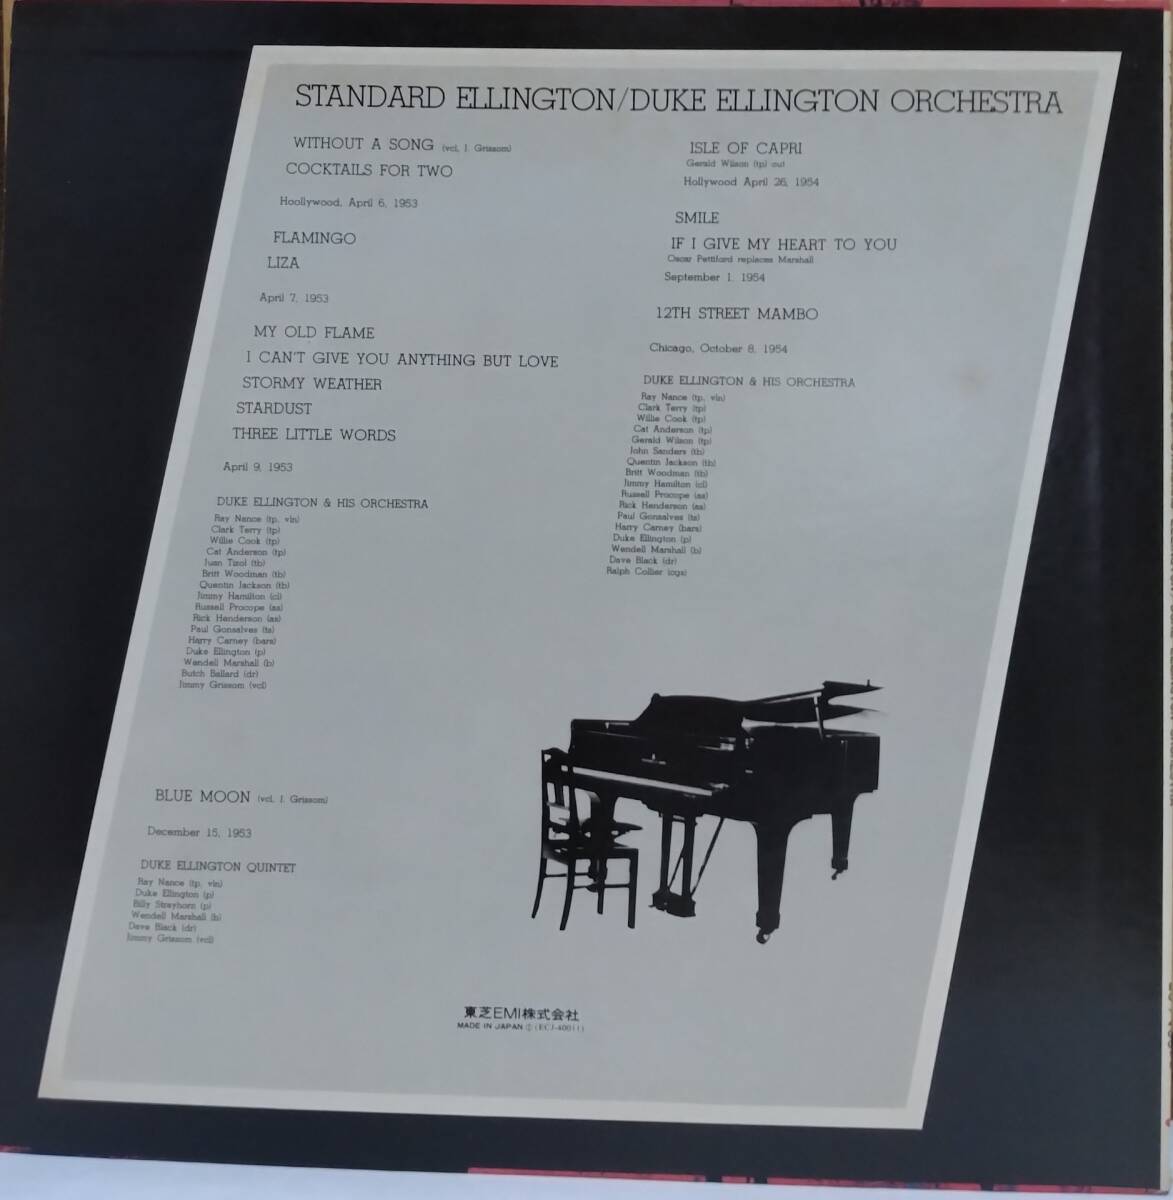 STANDARD ELLINGTON/DUKE ELLINGTON ORCHESTRA
WITHOUT A SONG (vcl, J. Grissom)
COCKTAILS FOR TWO
Hoollywood, April 6, 1953
FLAMINGO
LIZA
April 7, 1953
MY OLD FLAME
I CAN'T GIVE YOU ANYTHING BUT LOVE
STORMY WEATHER
STARDUST
THREE LITTLE WORDS
April 9, 1953
DUKE ELLINGTON & HIS ORCHESTRA
Ray Nance (tp, vln)
Clark Terry (tp)
Willie Cook (tp)
Cat Anderson (tp)
Juan Tizol (tb)
Britt Woodman (tb)
Quentin Jackson (tb)
Jimmy Hamilton (cl)
Russell Procope (as)
Rick Henderson (as)
Paul Gonsalves (ts)
Harry Carney (bars)
Duke Ellington (p)
Wendell Marshall (b)
Butch Ballard (dr)
Jimmy Grissom (vcl)
BLUE MOON (vcl, J. Grissom)
December 15, 1953
DUKE ELLINGTON QUINTET
Ray Nance (tp, vln)
Duke Ellington (p)
Billy Strayhorn (p)
Wendell Marshall (b)
Dave Black (dr)
Jimmy Grissom (vcl)
ISLE OF CAPRI
Gerald Wilson (tp) out
Hollywood April 26, 1954
SMILE
IF I GIVE MY HEART TO YOU
Oscar Pettiford replaces Marshall
September 1, 1954
12TH STREET MAMBO
Chicago, October 8, 1954
DUKE ELLINGTON & HIS ORCHESTRA
Ray Nance (tp, vln)
Clark Terry (tp)
Willie Cook (tp)
Cat Anderson (tp)
Gerald Wilson (tp)
John Sanders (tb)
Quentin Jackson (tb)
Britt Woodman (tb)
Jimmy Hamilton (cl)
Russell Procope (as)
Rick Henderson (as)
Paul Gonsalves (ts)
Harry Carney (bars)
Duke Ellington (p)
Wendell Marshall (b)
Dave Black (dr)
Ralph Collier (cga)
東芝EMI株式会社
MADE IN JAPAN ① (ECJ-40011)